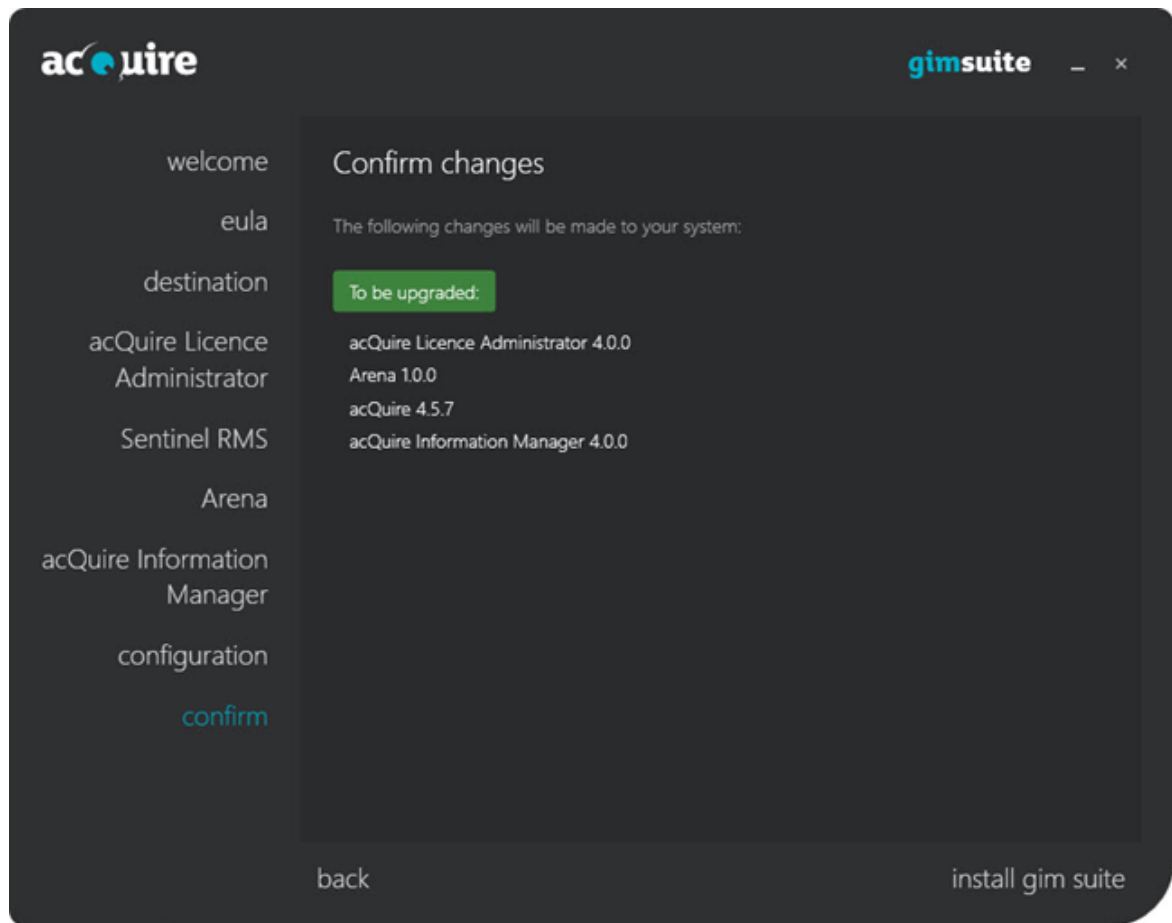 acQuire
gimsuite
welcome
eula
destination
acQuire Licence
Administrator
Sentinel RMS
Arena
acQuire Information
Manager
configuration
confirm
Confirm changes
The following changes will be made to your system:
To be upgraded:
acQuire Licence Administrator 4.0.0
Arena 1.0.0
acQuire 4.5.7
acQuire Information Manager 4.0.0
back
install gim suite